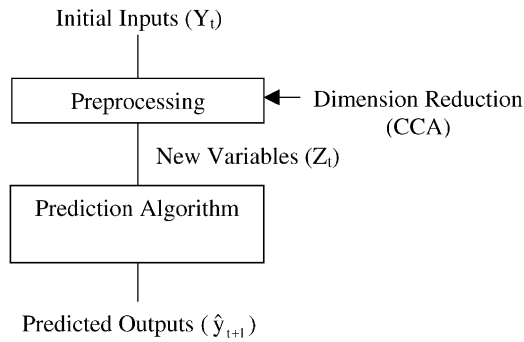 Initial Inputs (Yₜ)
Preprocessing
Dimension Reduction
(CCA)
New Variables (Zₜ)
Prediction Algorithm
Predicted Outputs (ŷₜ₊₁)